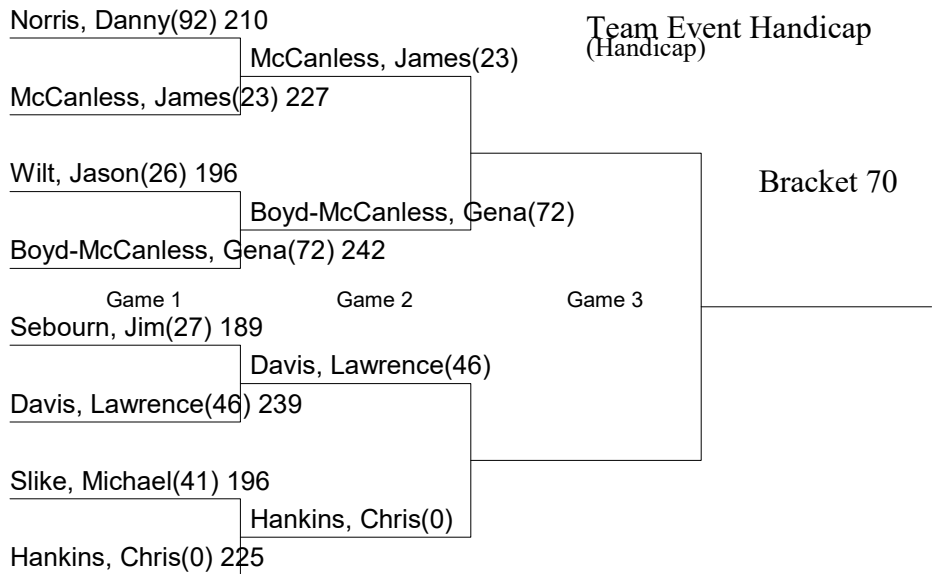 Norris, Danny(92) 210
Team Event Handicap
(Handicap)
McCanless, James(23)
McCanless, James(23) 227
Wilt, Jason(26) 196
Bracket 70
Boyd-McCanless, Gena(72)
Boyd-McCanless, Gena(72) 242
Game 1
Game 2
Game 3
Sebourn, Jim(27) 189
Davis, Lawrence(46)
Davis, Lawrence(46) 239
Slike, Michael(41) 196
Hankins, Chris(0)
Hankins, Chris(0) 225